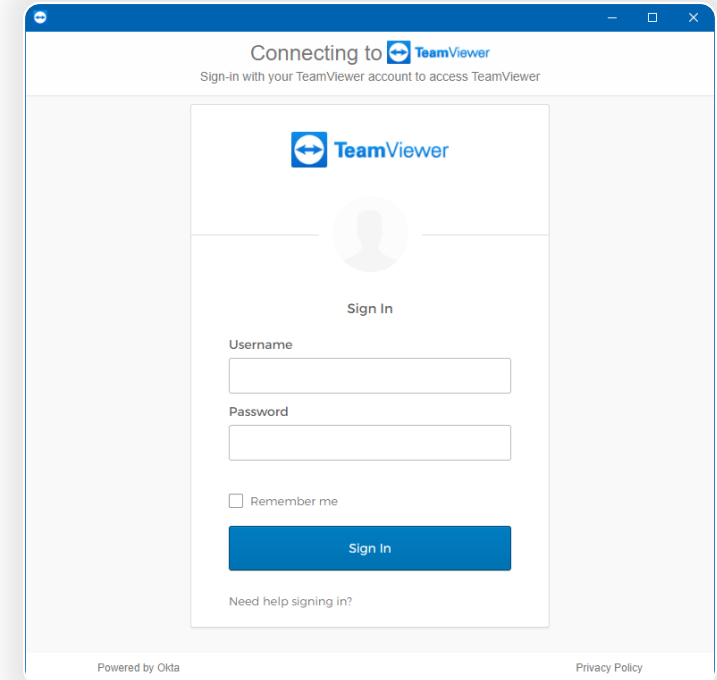 Connecting to TeamViewer
Sign-in with your TeamViewer account to access TeamViewer
TeamViewer
Sign In
Username
Password
Remember me
Sign In
Need help signing in?
Powered by Okta Privacy Policy